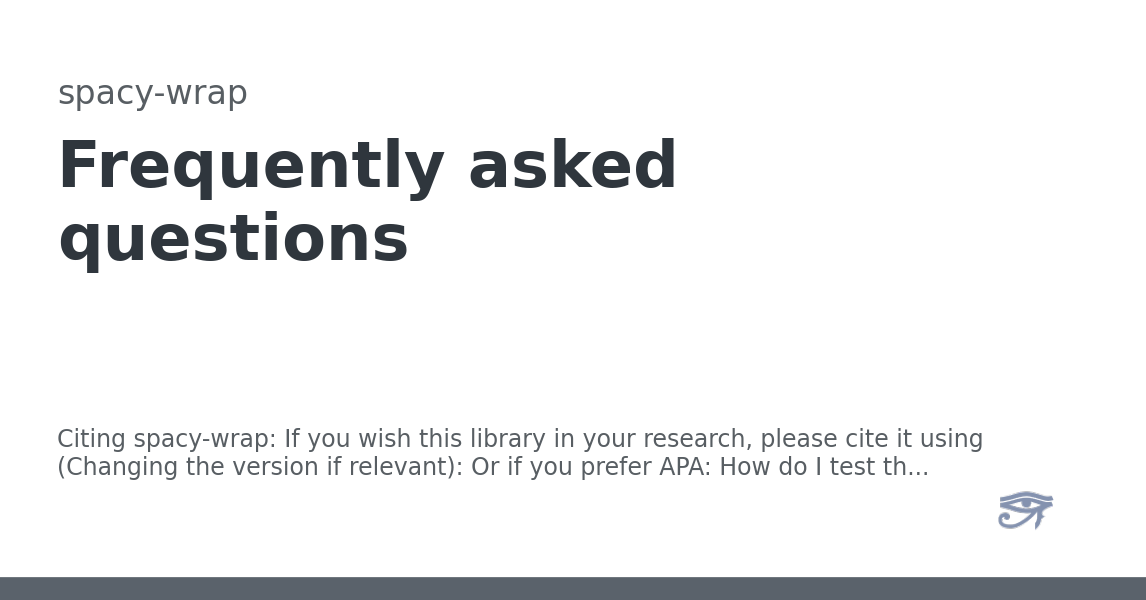 spacy-wrap
Frequently asked
questions
Citing spacy-wrap: If you wish this library in your research, please cite it using
(Changing the version if relevant): Or if you prefer APA: How do I test th...